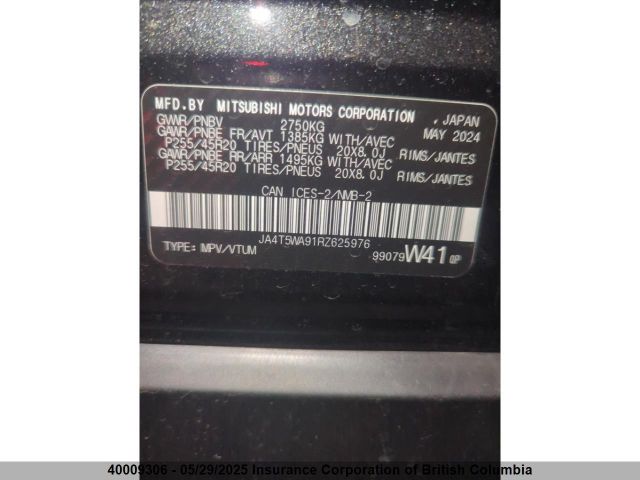 MFD.BY MITSUBISHI MOTORS CORPORATION , JAPAN
GVWR/PNBV 2750KG MAY 2024
GAWR/PNBE FR/AVT 1385KG WITH/AVEC
P255/45R20 TIRES/PNEUS 20X8.0J RIMS/JANTES
GAWR/PNBE RR/ARR 1495KG WITH/AVEC
P255/45R20 TIRES/PNEUS 20X8.0J RIMS/JANTES
CAN ICES-2/NMB-2
JA4T5WA91RZ625976
TYPE: MPV/VTUM 99079 W41 0P
40009306 - 05/29/2025 Insurance Corporation of British Columbia